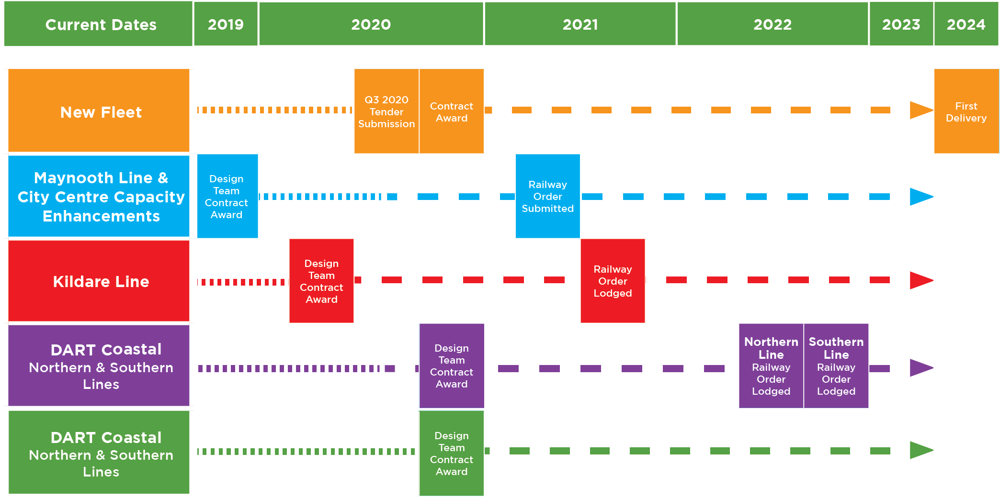 Current Dates
2019
2020
2021
2022
2023
2024
New Fleet
Q3 2020
Tender
Submission
Contract
Award
First
Delivery
Maynooth Line &
City Centre Capacity
Enhancements
Design
Team
Contract
Award
Railway
Order
Submitted
Kildare Line
Design
Team
Contract
Award
Railway
Order
Lodged
DART Coastal
Northern & Southern
Lines
Design
Team
Contract
Award
Northern
Line
Railway
Order
Lodged
Southern
Line
Railway
Order
Lodged
DART Coastal
Northern & Southern
Lines
Design
Team
Contract
Award